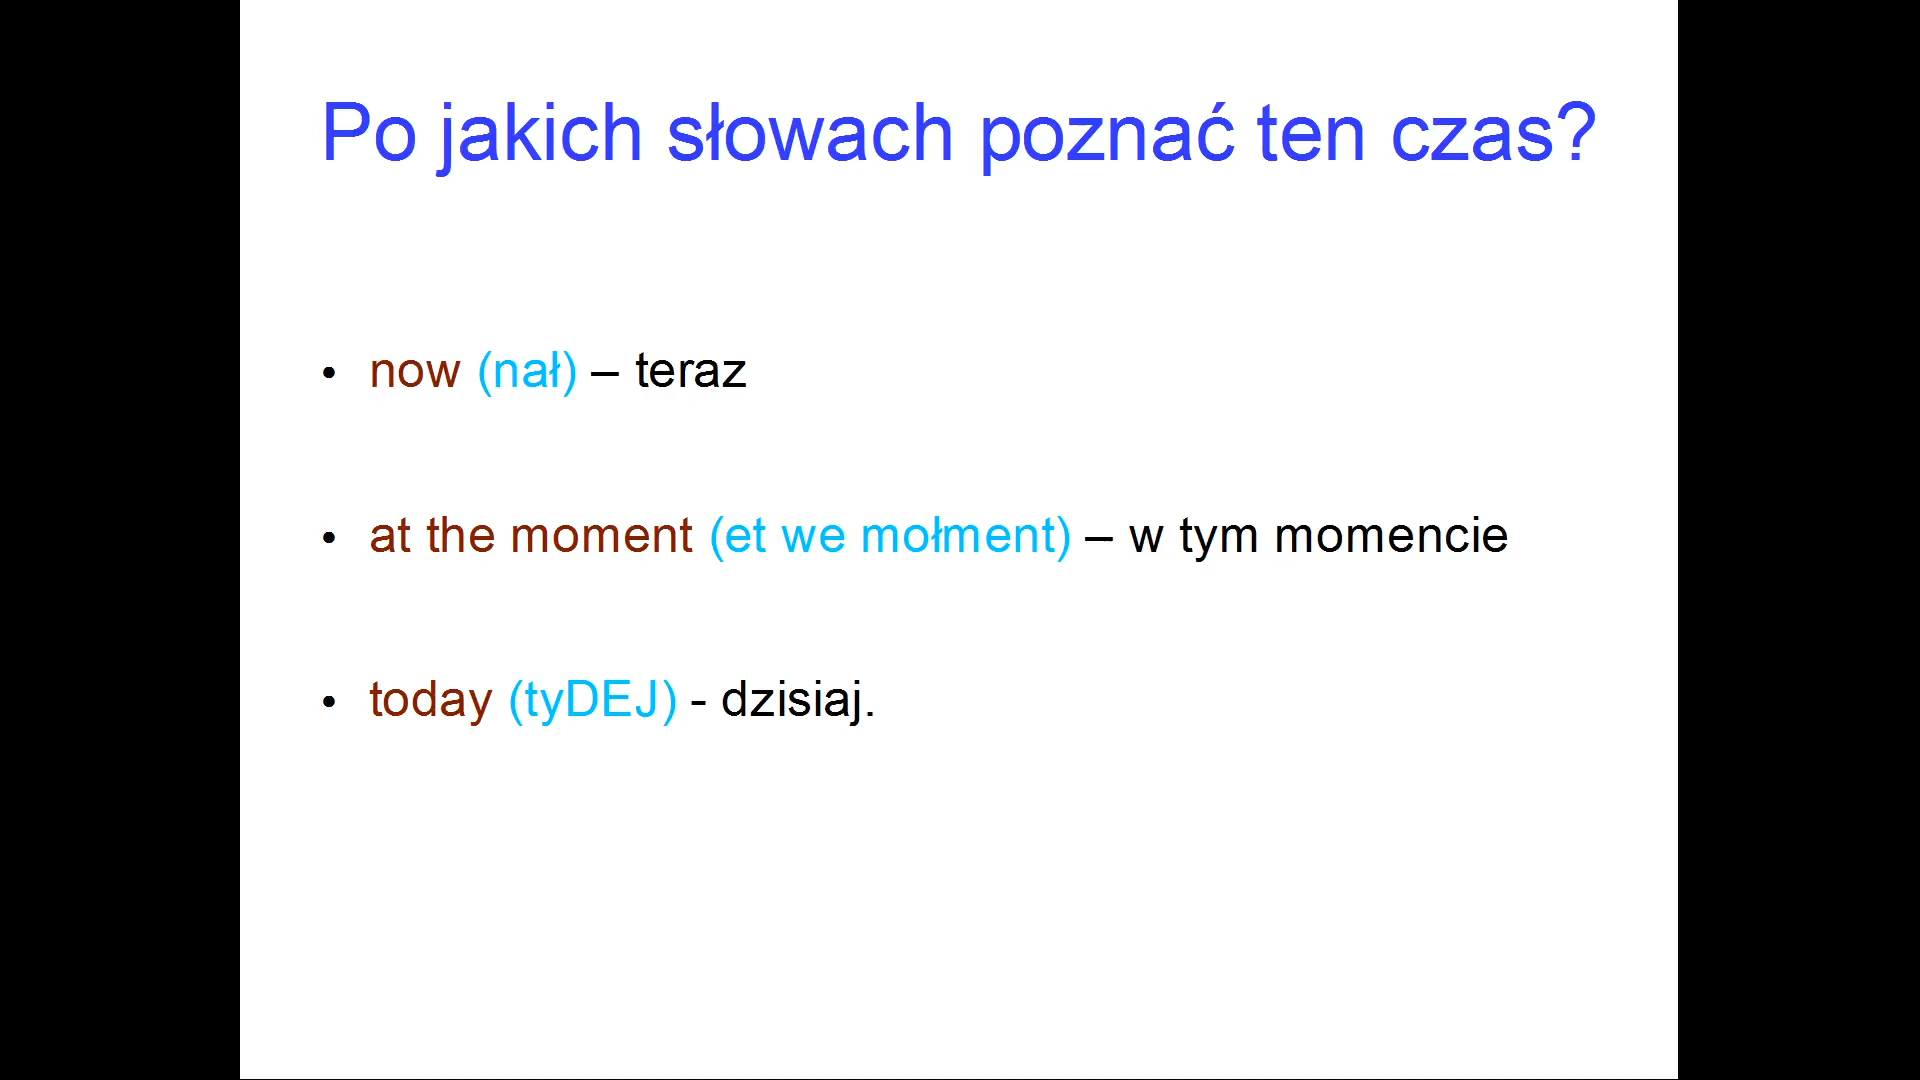 Po jakich słowach poznać ten czas?
• now (nał) – teraz
• at the moment (et we mołment) – w tym momencie
• today (tyDEJ) - dzisiaj.